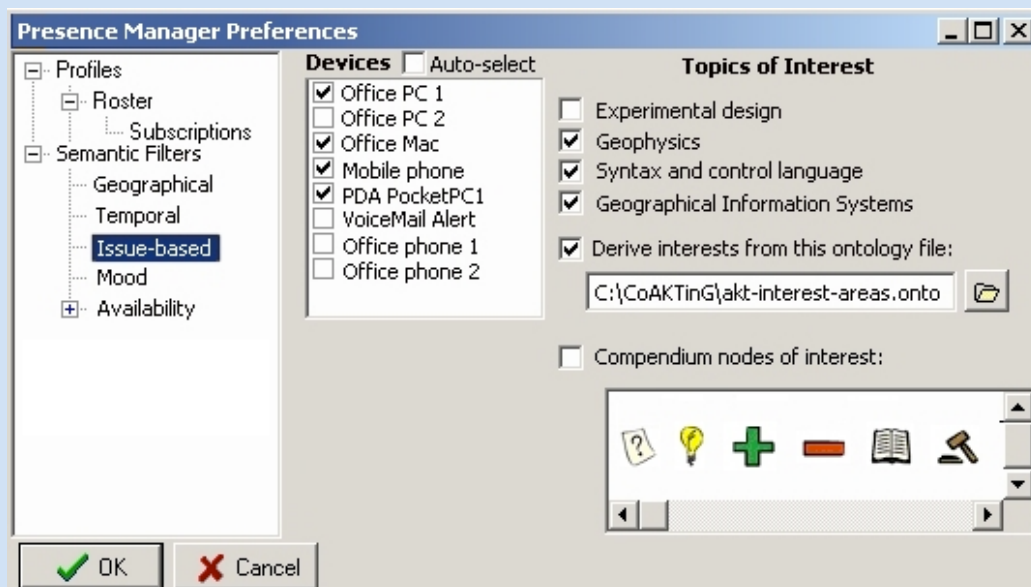 Presence Manager Preferences
Profiles
Roster
Subscriptions
Semantic Filters
Geographical
Temporal
Issue-based
Mood
Availability
Devices Auto-select
Office PC 1
Office PC 2
Office Mac
Mobile phone
PDA PocketPC1
VoiceMail Alert
Office phone 1
Office phone 2
Topics of Interest
Experimental design
Geophysics
Syntax and control language
Geographical Information Systems
Derive interests from this ontology file:
C:\CoAKTinG\akt-interest-areas.onto
Compendium nodes of interest:
?
OK Cancel